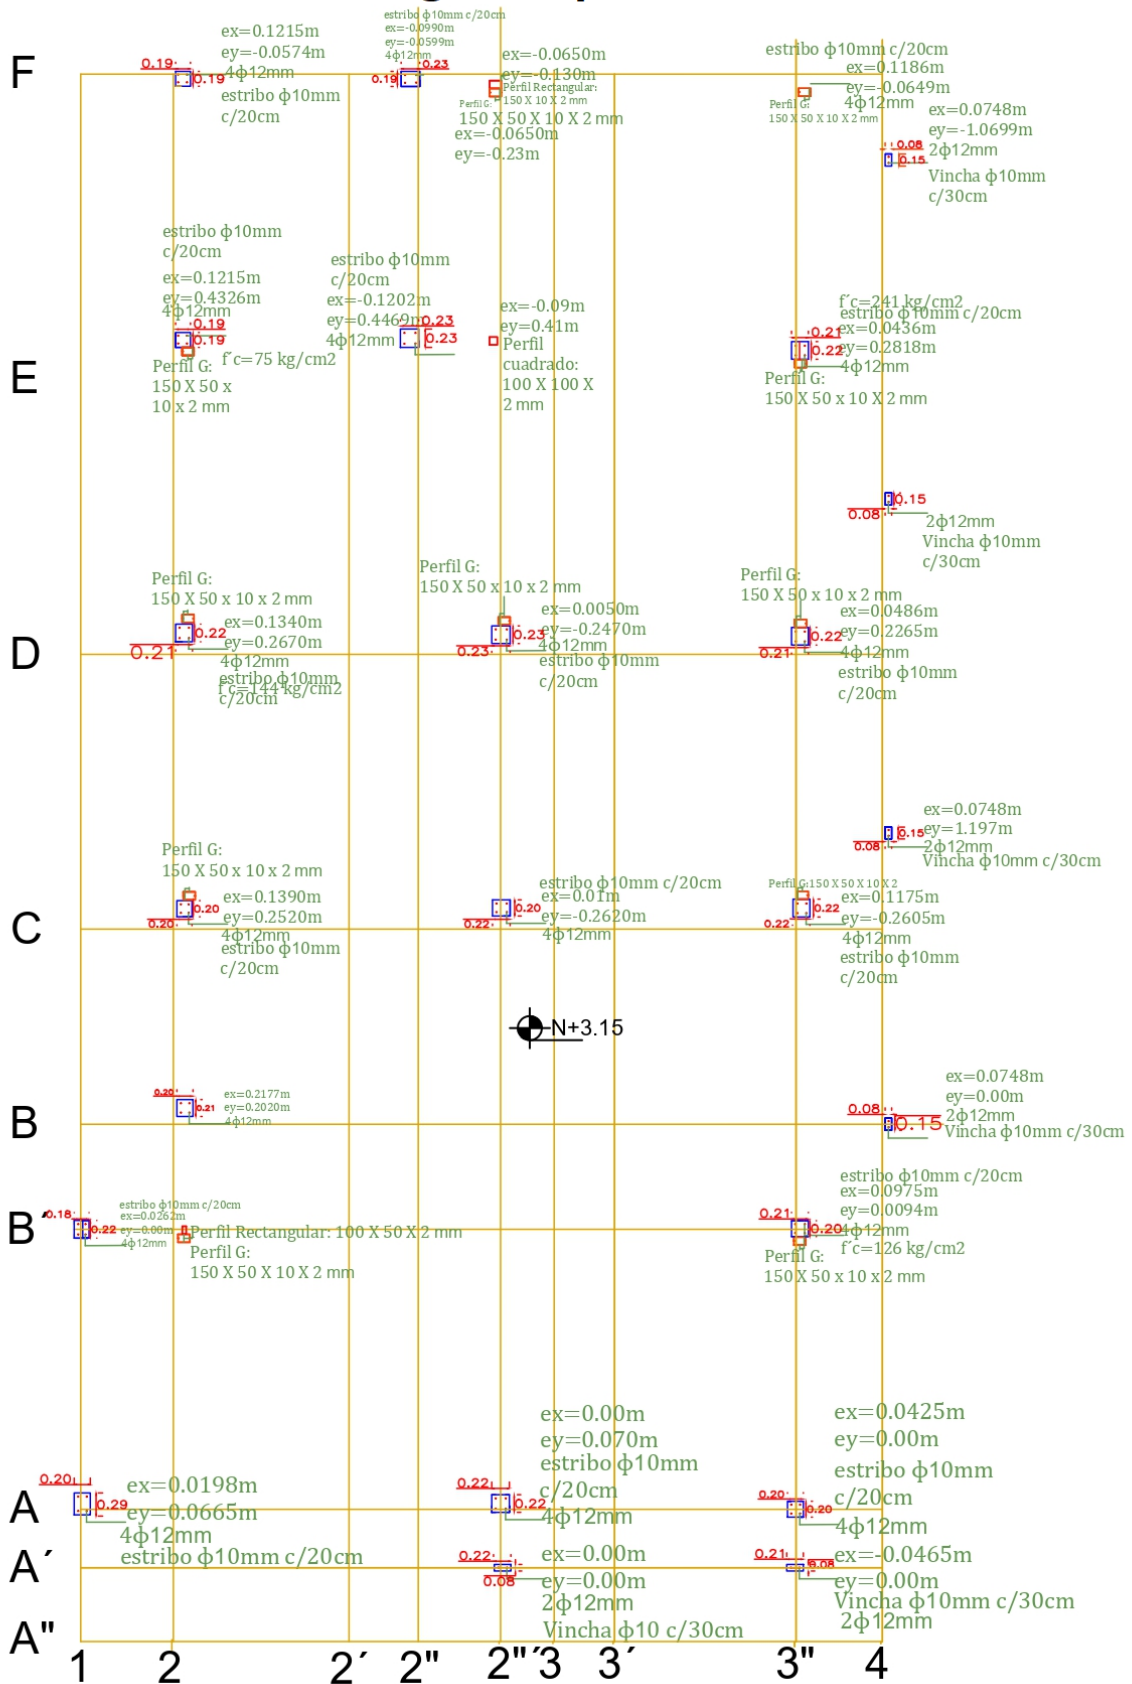 estribo ϕ10mm c/20cm
ex=-0.0990m
ey=-0.0599m
4ϕ12mm
ex=0.1215m
ey=-0.0574m
4ϕ12mm
estribo ϕ10mm
c/20cm
F
0.19
0.19
0.23
0.19
ex=-0.0650m
ey=-0.130m
Perfil Rectangular:
150 X 10 X 2 mm
Perfil G:
150 X 50 X 10 X 2 mm
ex=-0.0650m
ey=-0.23m
estribo ϕ10mm c/20cm
ex=0.1186m
ey=-0.0649m
4ϕ12mm
Perfil G:
150 X 50 X 10 X 2 mm
ex=0.0748m
ey=-1.0699m
2ϕ12mm
0.08
0.15
Vincha ϕ10mm
c/30cm
estribo ϕ10mm
c/20cm
ex=0.1215m
ey=0.4326m
4ϕ12mm
0.19
0.19
f´c=75 kg/cm2
Perfil G:
150 X 50 x
10 x 2 mm
estribo ϕ10mm
c/20cm
ex=-0.1202m
ey=0.4469m
4ϕ12mm
0.23
0.23
ex=-0.09m
ey=0.41m
Perfil
cuadrado:
100 X 100 X
2 mm
f´c=241 kg/cm2
estribo ϕ10mm c/20cm
ex=0.0436m
ey=0.2818m
4ϕ12mm
0.21
0.22
Perfil G:
150 X 50 x 10 X 2 mm
E
0.15
0.08
2ϕ12mm
Vincha ϕ10mm
c/30cm
Perfil G:
150 X 50 x 10 x 2 mm
0.22
0.21
ex=0.1340m
ey=0.2670m
4ϕ12mm
estribo ϕ10mm
f´c=144 kg/cm2
c/20cm
Perfil G:
150 X 50 x 10 x 2 mm
ex=0.0050m
ey=-0.2470m
4ϕ12mm
0.23
0.23
estribo ϕ10mm
c/20cm
Perfil G:
150 X 50 x 10 x 2 mm
ex=0.0486m
ey=0.2265m
4ϕ12mm
0.22
0.21
estribo ϕ10mm
c/20cm
D
ex=0.0748m
ey=1.197m
2ϕ12mm
0.15
0.08
Vincha ϕ10mm c/30cm
Perfil G:
150 X 50 x 10 x 2 mm
ex=0.1390m
ey=0.2520m
4ϕ12mm
0.20
0.20
estribo ϕ10mm
c/20cm
estribo ϕ10mm c/20cm
ex=0.01m
ey=-0.2620m
4ϕ12mm
0.20
0.22
Perfil G:150 X 50 X 10 X 2
ex=0.1175m
ey=-0.2605m
4ϕ12mm
0.22
0.22
estribo ϕ10mm
c/20cm
C
N+3.15
0.20
0.21
ex=0.2177m
ey=0.2020m
4ϕ12mm
ex=0.0748m
ey=0.00m
2ϕ12mm
0.08
0.15
Vincha ϕ10mm c/30cm
B
B´
0.18
0.22
estribo ϕ10mm c/20cm
ex=0.0262m
ey=0.00m
4ϕ12mm
Perfil Rectangular: 100 X 50 X 2 mm
Perfil G:
150 X 50 X 10 X 2 mm
estribo ϕ10mm c/20cm
ex=0.0975m
ey=0.0094m
4ϕ12mm
0.21
0.20
f´c=126 kg/cm2
Perfil G:
150 X 50 x 10 x 2 mm
0.20
0.29
ex=0.0198m
ey=0.0665m
4ϕ12mm
estribo ϕ10mm c/20cm
ex=0.00m
ey=0.070m
estribo ϕ10mm
c/20cm
4ϕ12mm
0.22
0.22
ex=0.0425m
ey=0.00m
estribo ϕ10mm
c/20cm
4ϕ12mm
0.20
0.20
A
A´
0.22
0.08
ex=0.00m
ey=0.00m
2ϕ12mm
Vincha ϕ10 c/30cm
0.21
0.08
ex=-0.0465m
ey=0.00m
Vincha ϕ10mm c/30cm
2ϕ12mm
A"
1 2 2´ 2" 2"´ 3 3´ 3" 4